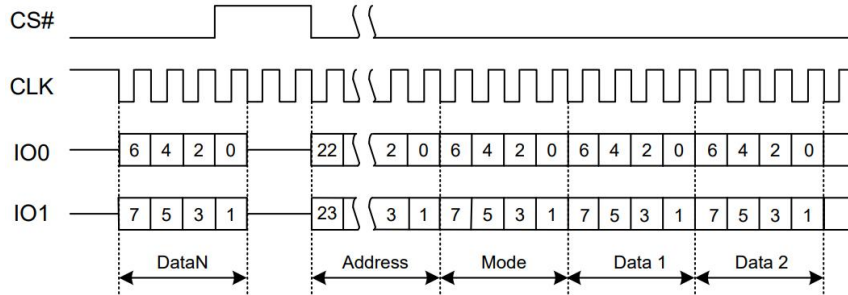 CS#
CLK
IO0 6 4 2 0 22 2 0 6 4 2 0 6 4 2 0 6 4 2 0
IO1 7 5 3 1 23 3 1 7 5 3 1 7 5 3 1 7 5 3 1
DataN Address Mode Data 1 Data 2